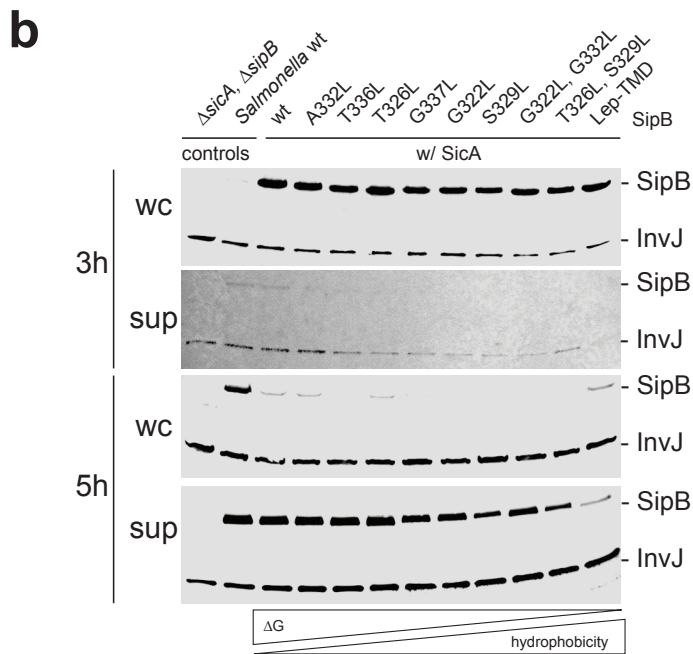 b
ΔsicA, ΔsipB
Salmonella wt
wt
A332L
T336L
T326L
G337L
G322L
S329L
G322L, G332L
T326L, S329L
Lep-TMD
SipB
controls
w/ SicA
3h
wc
SipB
InvJ
sup
SipB
InvJ
5h
wc
SipB
InvJ
sup
SipB
InvJ
ΔG
hydrophobicity